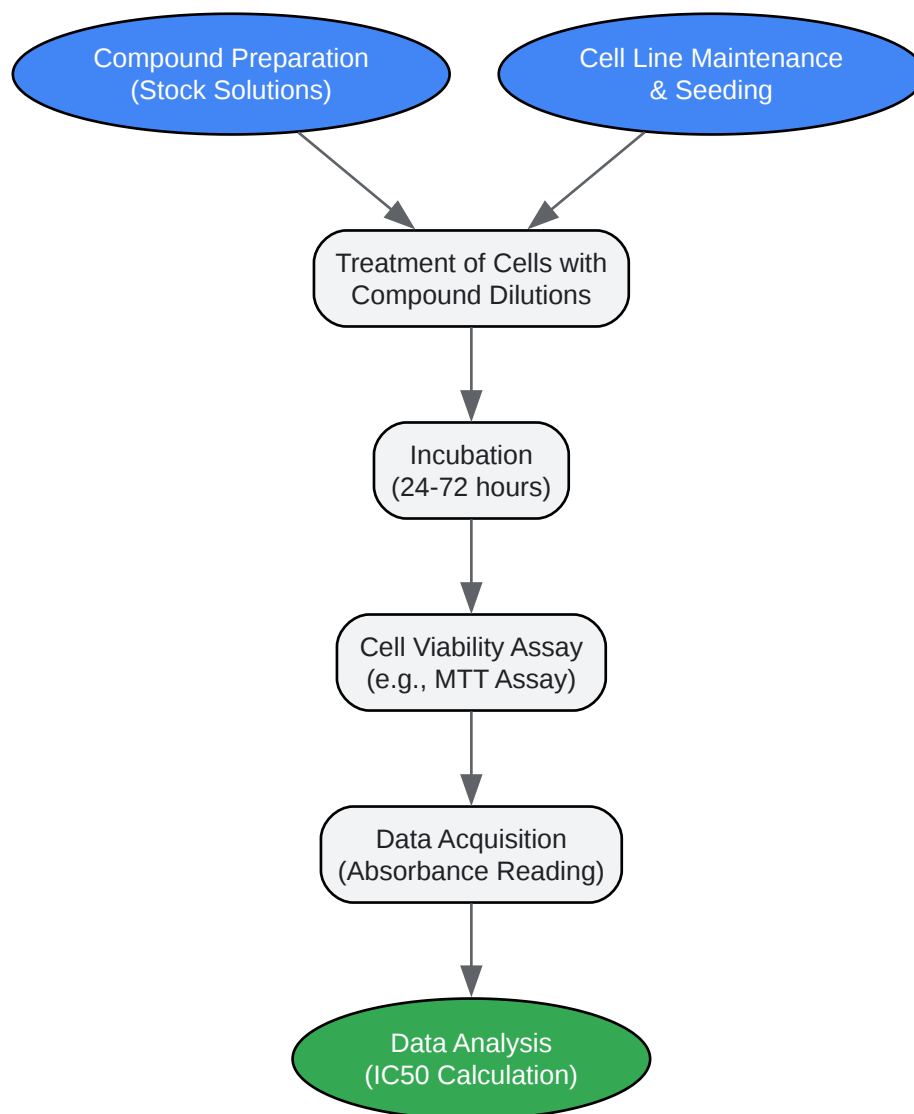 Compound Preparation
(Stock Solutions)
Cell Line Maintenance
& Seeding
Treatment of Cells with
Compound Dilutions
Incubation
(24-72 hours)
Cell Viability Assay
(e.g., MTT Assay)
Data Acquisition
(Absorbance Reading)
Data Analysis
(IC50 Calculation)